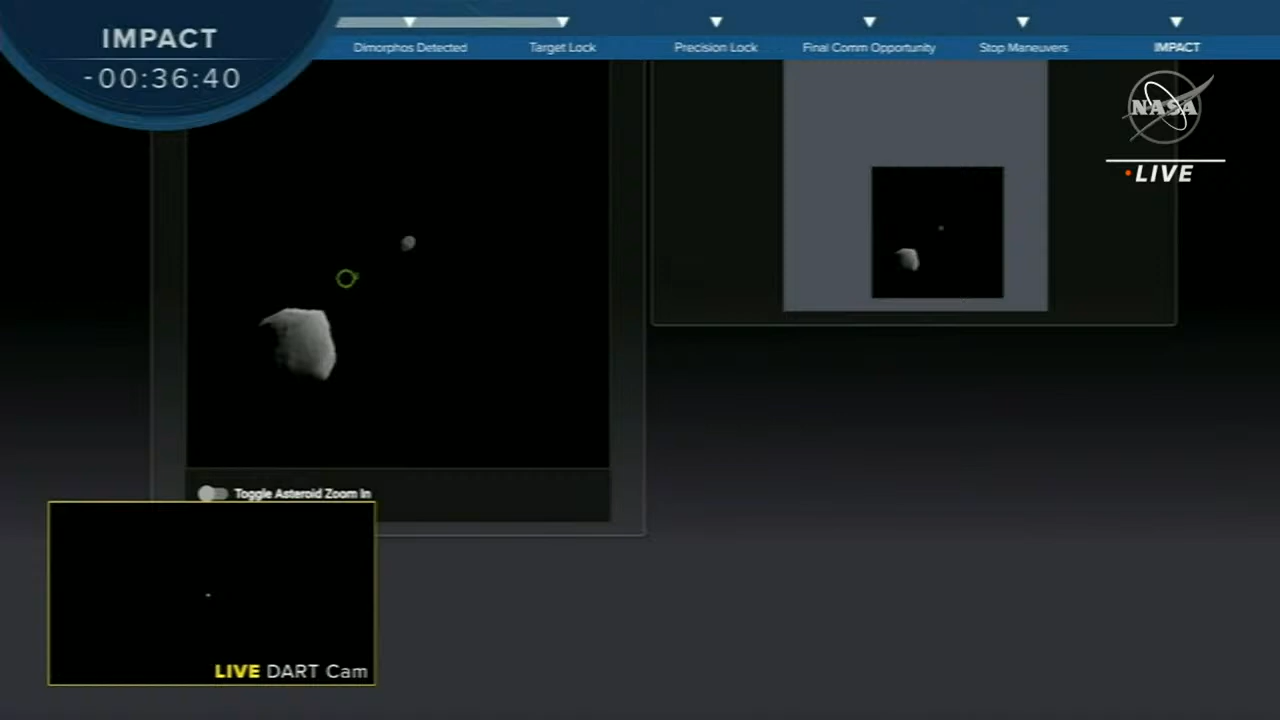 IMPACT
-00:36:40
Dimorphos Detected
Target Lock
Precision Lock
Final Comm Opportunity
Stop Maneuvers
IMPACT
NASA
LIVE
Toggle Asteroid Zoom In
LIVE DART Cam